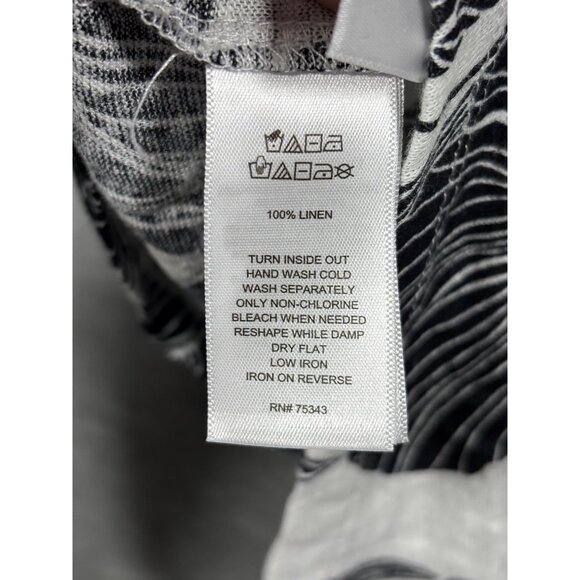 100% LINEN
TURN INSIDE OUT
HAND WASH COLD
WASH SEPARATELY
ONLY NON-CHLORINE
BLEACH WHEN NEEDED
RESHAPE WHILE DAMP
DRY FLAT
LOW IRON
IRON ON REVERSE
RN# 75343